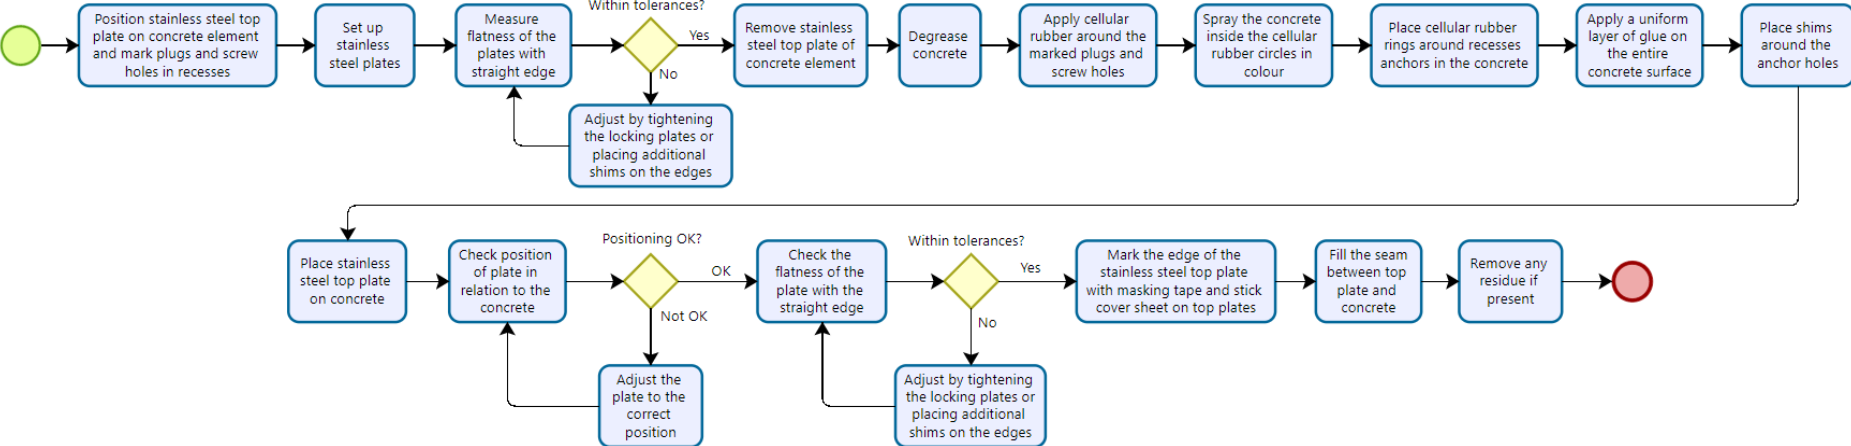 Position stainless steel top
plate on concrete element
and mark plugs and screw
holes in recesses
Set up
stainless
steel plates
Measure
flatness of the
plates with
straight edge
Within tolerances?
Yes
No
Adjust by tightening
the locking plates or
placing additional
shims on the edges
Remove stainless
steel top plate of
concrete element
Degrease
concrete
Apply cellular
rubber around the
marked plugs and
screw holes
Spray the concrete
inside the cellular
rubber circles in
colour
Place cellular rubber
rings around recesses
anchors in the concrete
Apply a uniform
layer of glue on
the entire
concrete surface
Place shims
around the
anchor holes
Place stainless
steel top plate
on concrete
Check position
of plate in
relation to the
concrete
Positioning OK?
OK
Not OK
Adjust the
plate to the
correct
position
Check the
flatness of the
plate with the
straight edge
Within tolerances?
Yes
No
Adjust by tightening
the locking plates or
placing additional
shims on the edges
Mark the edge of the
stainless steel top plate
with masking tape and stick
cover sheet on top plates
Fill the seam
between top
plate and
concrete
Remove any
residue if
present